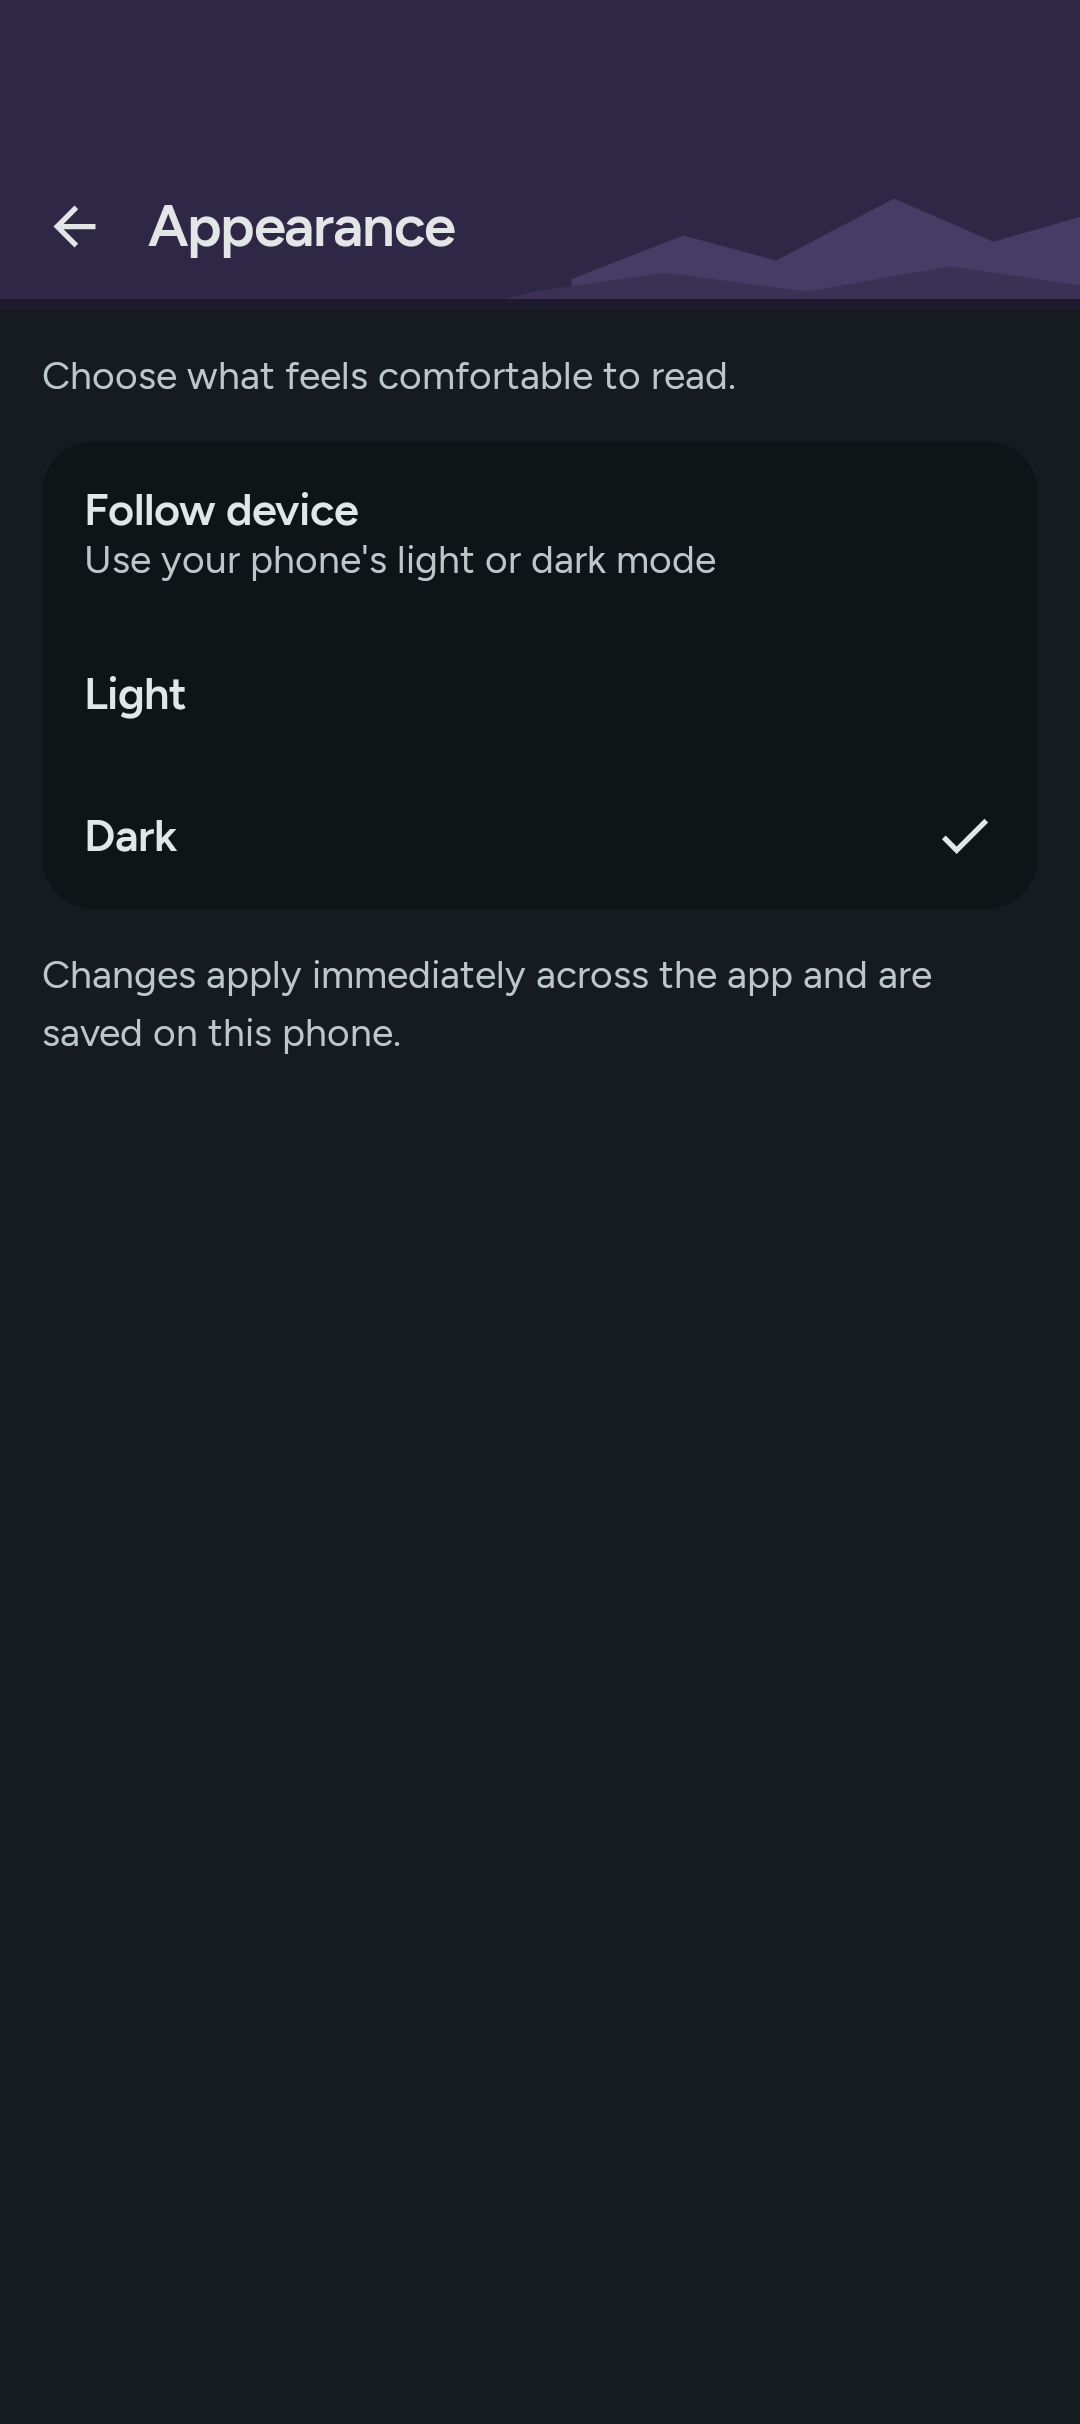 Appearance
Choose what feels comfortable to read.
Follow device
Use your phone's light or dark mode
Light
Dark
Changes apply immediately across the app and are
saved on this phone.